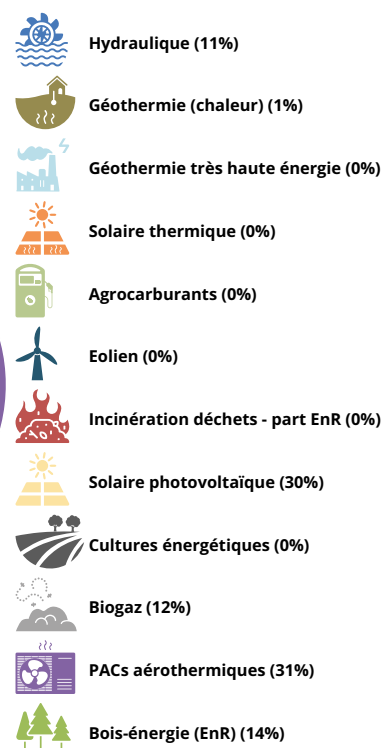 Hydraulique (11%)
Géothermie (chaleur) (1%)
Géothermie très haute énergie (0%)
Solaire thermique (0%)
Agrocarburants (0%)
Eolien (0%)
Incinération déchets - part EnR (0%)
Solaire photovoltaïque (30%)
Cultures énergétiques (0%)
Biogaz (12%)
PACs aérothermiques (31%)
Bois-énergie (EnR) (14%)